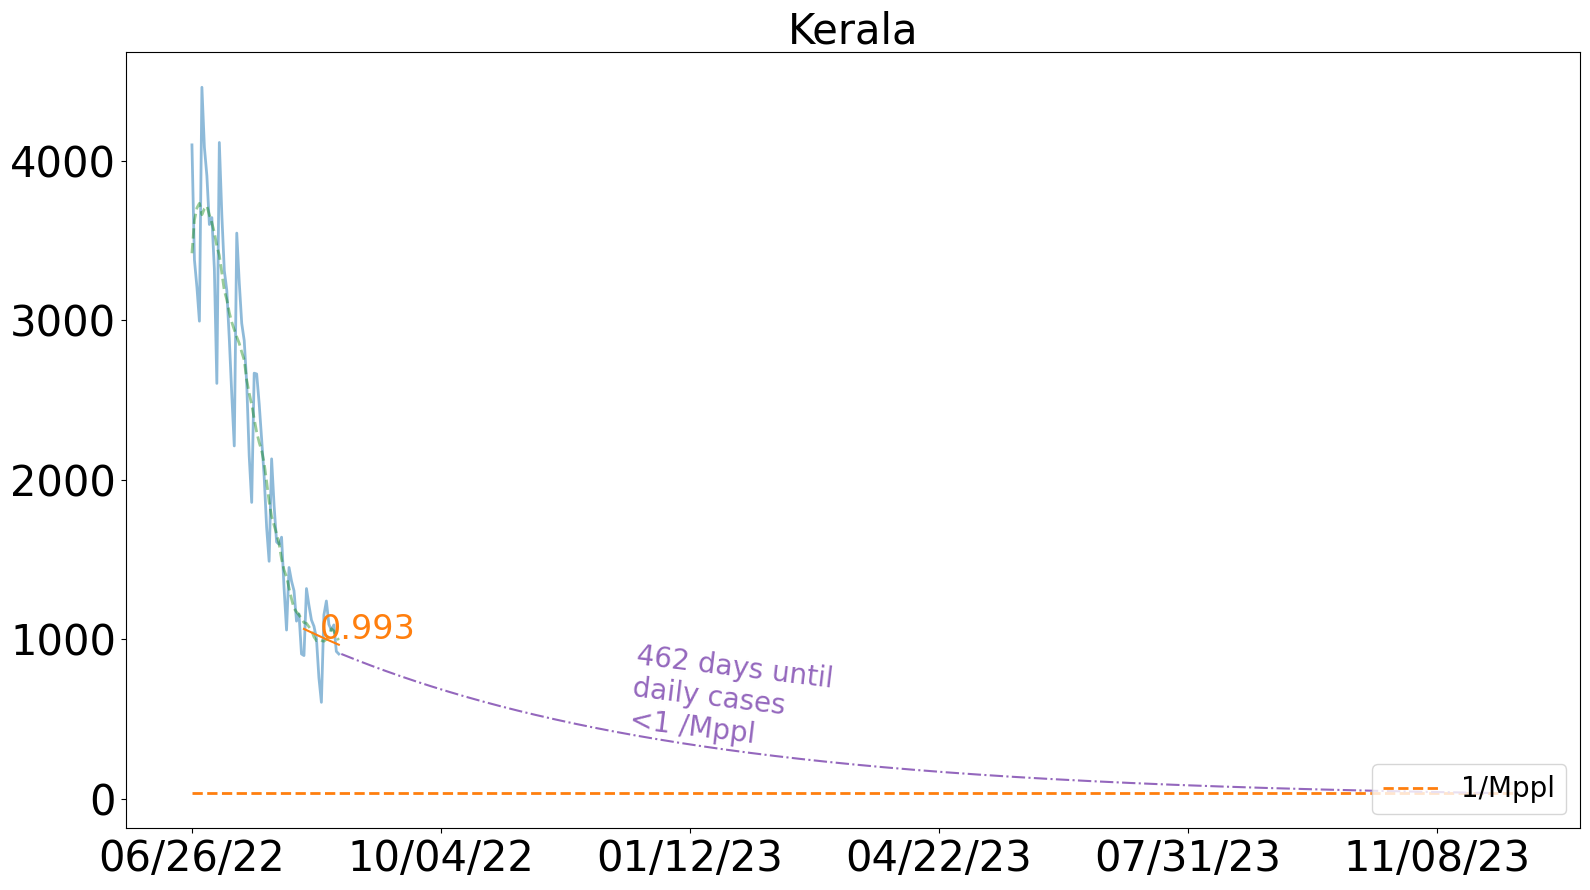 Kerala
4000
3000
2000
1000
0
0.993
462 days until
daily cases
<1 /Mppl
1/Mppl
06/26/22
10/04/22
01/12/23
04/22/23
07/31/23
11/08/23